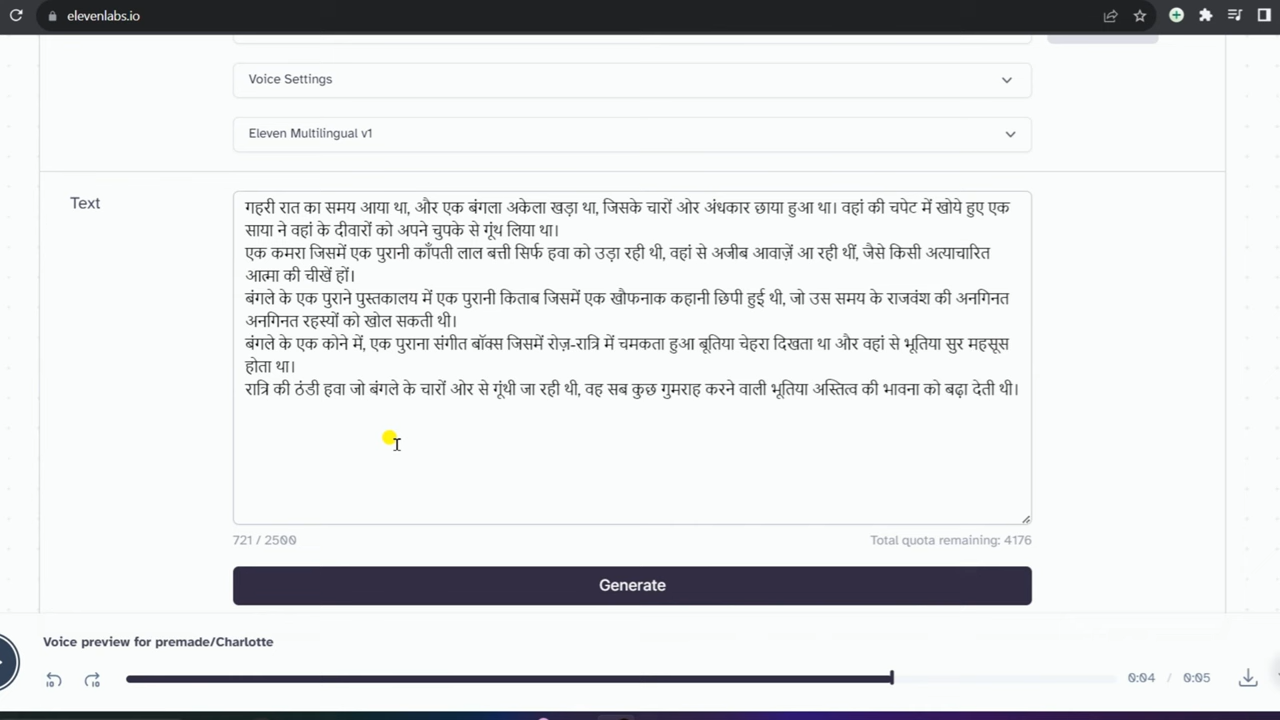 elevenlabs.io
Voice Settings
Eleven Multilingual v1
Text
गहरी रात का समय आया था, और एक बंगला अकेला खड़ा था, जिसके चारों ओर अंधकार छाया हुआ था। वहां की चपेट में खोये हुए एक
साया ने वहां के दीवारों को अपने चुपके से गूंथ लिया था।
एक कमरा जिसमें एक पुरानी काँपती लाल बत्ती सिर्फ हवा को उड़ा रही थी, वहां से अजीब आवाज़ें आ रही थीं, जैसे किसी अत्याचारित
आत्मा की चीखें हों।
बंगले के एक पुराने पुस्तकालय में एक पुरानी किताब जिसमें एक खौफनाक कहानी छिपी हुई थी, जो उस समय के राजवंश की अनगिनत
अनगिनत रहस्यों को खोल सकती थी।
बंगले के एक कोने में, एक पुराना संगीत बॉक्स जिसमें रोज़-रात्रि में चमकता हुआ बूतिया चेहरा दिखता था और वहां से भूतिया सुर महसूस
होता था।
रात्रि की ठंडी हवा जो बंगले के चारों ओर से गूंथी जा रही थी, वह सब कुछ गुमराह करने वाली भूतिया अस्तित्व की भावना को बढ़ा देती थी।
721 / 2500
Total quota remaining: 4176
Generate
Voice preview for premade/Charlotte
10
10
0:04 / 0:05